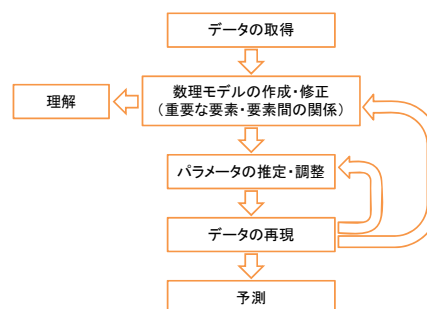 データの取得
数理モデルの作成・修正
（重要な要素・要素間の関係）
理解
パラメータの推定・調整
データの再現
予測